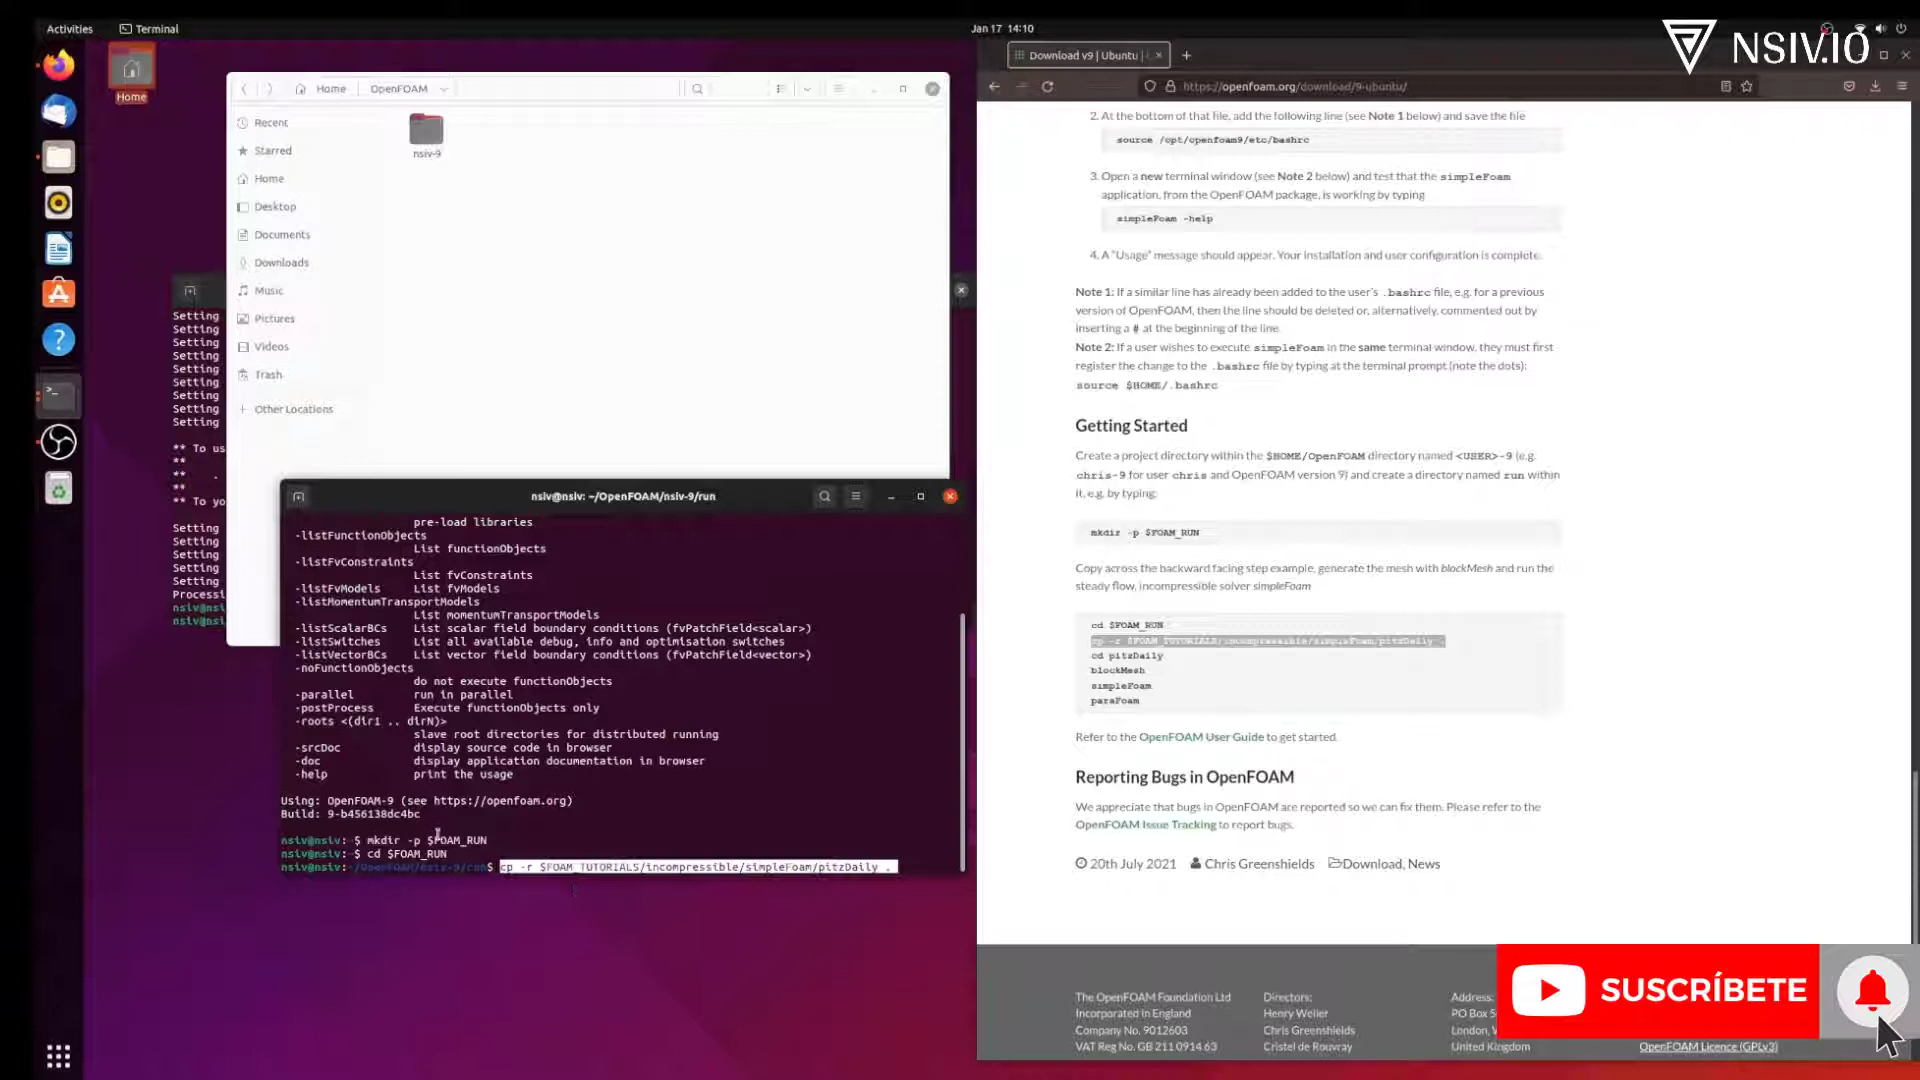 Activities
Terminal
Jan 17 14:10
NSIV.IO
Home
Home
OpenFOAM
Recent
Starred
Home
Desktop
Documents
Downloads
Music
Pictures
Videos
Trash
Other Locations
nsiv-9
Setting
Setting
Setting
Setting
Setting
Setting
Setting
Setting
Setting
** To us
**
** .
**
** To yo
Setting
Setting
Setting
Setting
Setting
Processi
nsiv@nsi
nsiv@nsi
nsiv@nsiv: ~/OpenFOAM/nsiv-9/run
pre-load libraries
-listFunctionObjects
List functionObjects
-listFvConstraints
List fvConstraints
-listFvModels List fvModels
-listMomentumTransportModels
List momentumTransportModels
-listScalarBCs List scalar field boundary conditions (fvPatchField<scalar>)
-listSwitches List all available debug, info and optimisation switches
-listVectorBCs List vector field boundary conditions (fvPatchField<vector>)
-noFunctionObjects
do not execute functionObjects
-parallel run in parallel
-postProcess Execute functionObjects only
-roots <(dir1 .. dirN)>
slave root directories for distributed running
-srcDoc display source code in browser
-doc display application documentation in browser
-help print the usage
Using: OpenFOAM-9 (see https://openfoam.org)
Build: 9-b456138dc4bc
nsiv@nsiv:~$ mkdir -p $FOAM_RUN
nsiv@nsiv:~$ cd $FOAM_RUN
nsiv@nsiv:~/OpenFOAM/nsiv-9/run$ cp -r $FOAM_TUTORIALS/incompressible/simpleFoam/pitzDaily .
Download v9 | Ubuntu |
https://openfoam.org/download/9-ubuntu/
2. At the bottom of that file, add the following line (see Note 1 below) and save the file
source /opt/openfoam9/etc/bashrc
3. Open a new terminal window (see Note 2 below) and test that the simpleFoam
application, from the OpenFOAM package, is working by typing
simpleFoam -help
4. A "Usage" message should appear. Your installation and user configuration is complete.
Note 1: If a similar line has already been added to the user's .bashrc file, e.g. for a previous
version of OpenFOAM, then the line should be deleted or, alternatively, commented out by
inserting a # at the beginning of the line.
Note 2: If a user wishes to execute simpleFoam in the same terminal window, they must first
register the change to the .bashrc file by typing at the terminal prompt (note the dots):
source $HOME/.bashrc
Getting Started
Create a project directory within the $HOME/OpenFOAM directory named <USER>-9 (e.g.
chris-9 for user chris and OpenFOAM version 9) and create a directory named run within
it, e.g. by typing:
mkdir -p $FOAM_RUN
Copy across the backward facing step example, generate the mesh with blockMesh and run the
steady flow, incompressible solver simpleFoam
cd $FOAM_RUN
cp -r $FOAM_TUTORIALS/incompressible/simpleFoam/pitzDaily .
cd pitzDaily
blockMesh
simpleFoam
paraFoam
Refer to the OpenFOAM User Guide to get started.
Reporting Bugs in OpenFOAM
We appreciate that bugs in OpenFOAM are reported so we can fix them. Please refer to the
OpenFOAM Issue Tracking to report bugs.
20th July 2021 Chris Greenshields Download, News
The OpenFOAM Foundation Ltd
Incorporated in England
Company No. 9012603
VAT Reg No. GB 211 0914 63
Directors:
Henry Weller
Chris Greenshields
Cristel de Rouvray
Address:
PO Box 5
London,
United Kingdom
OpenFOAM Licence (GPLv3)
SUSCRÍBETE